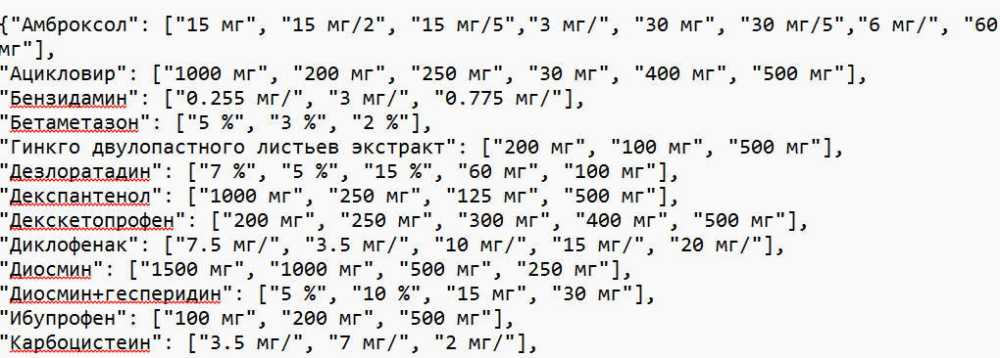 {"Амброксол": ["15 мг", "15 мг/2", "15 мг/5","3 мг/", "30 мг", "30 мг/5","6 мг/", "60
мг"],
"Ацикловир": ["1000 мг", "200 мг", "250 мг", "30 мг", "400 мг", "500 мг"],
"Бензидамин": ["0.255 мг/", "3 мг/", "0.775 мг/"],
"Бетаметазон": ["5 %", "3 %", "2 %"],
"Гинкго двулопастного листьев экстракт": ["200 мг", "100 мг", "500 мг"],
"Дезлоратадин": ["7 %", "5 %", "15 %", "60 мг", "100 мг"],
"Декспантенол": ["1000 мг", "250 мг", "125 мг", "500 мг"],
"Декскетопрофен": ["200 мг", "250 мг", "300 мг", "400 мг", "500 мг"],
"Диклофенак": ["7.5 мг/", "3.5 мг/", "10 мг/", "15 мг/", "20 мг/"],
"Диосмин": ["1500 мг", "1000 мг", "500 мг", "250 мг"],
"Диосмин+гесперидин": ["5 %", "10 %", "15 мг", "30 мг"],
"Ибупрофен": ["100 мг", "200 мг", "500 мг"],
"Карбоцистеин": ["3.5 мг/", "7 мг/", "2 мг/"],